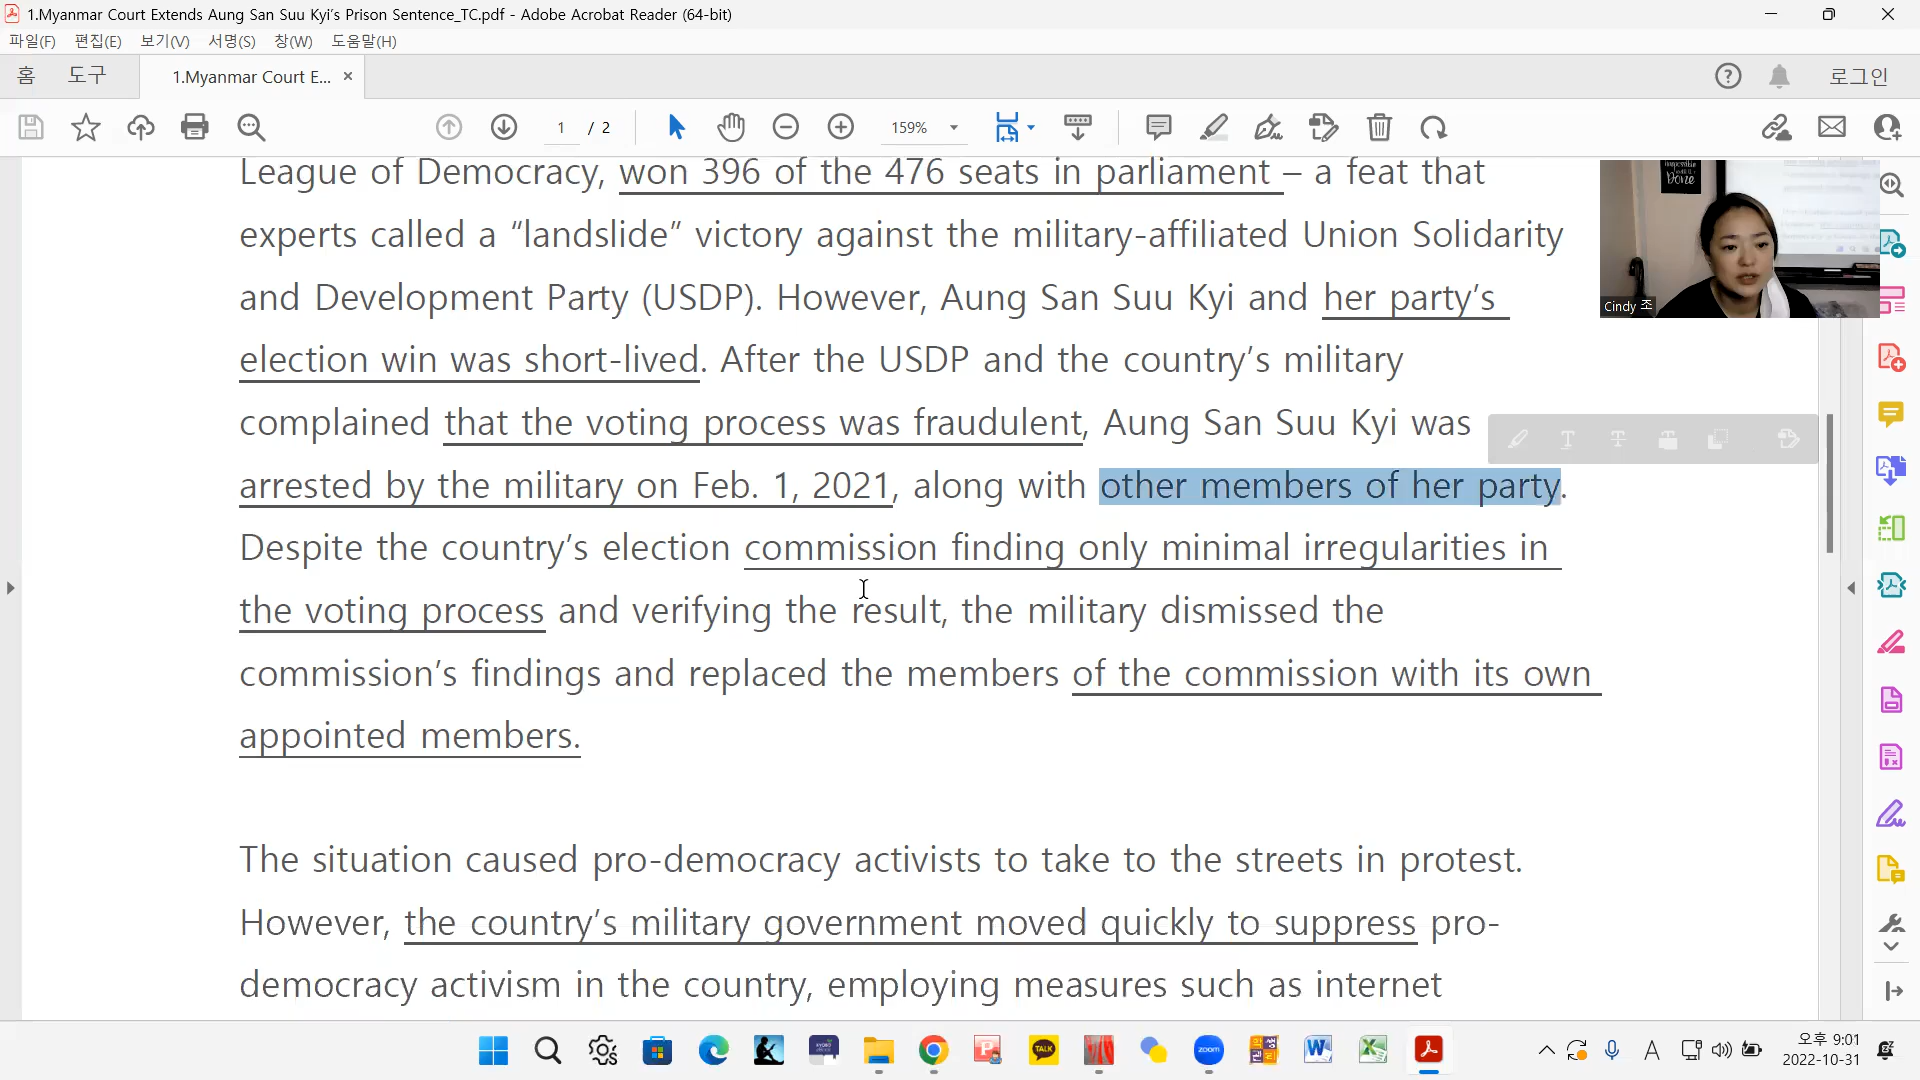 1.Myanmar Court Extends Aung San Suu Kyi's Prison Sentence_TC.pdf - Adobe Acrobat Reader (64-bit)
파일(F) 편집(E) 보기(V) 서명(S) 창(W) 도움말(H)
홈 도구 1.Myanmar Court E... 로그인
1 / 2 159%
League of Democracy, won 396 of the 476 seats in parliament – a feat that
experts called a “landslide” victory against the military-affiliated Union Solidarity
and Development Party (USDP). However, Aung San Suu Kyi and her party’s
election win was short-lived. After the USDP and the country’s military
complained that the voting process was fraudulent, Aung San Suu Kyi was
arrested by the military on Feb. 1, 2021, along with other members of her party.
Despite the country’s election commission finding only minimal irregularities in
the voting process and verifying the result, the military dismissed the
commission’s findings and replaced the members of the commission with its own
appointed members.
The situation caused pro-democracy activists to take to the streets in protest.
However, the country’s military government moved quickly to suppress pro-
democracy activism in the country, employing measures such as internet
Done
Cindy 조
TALK
zoom
A
오후 9:01
2022-10-31